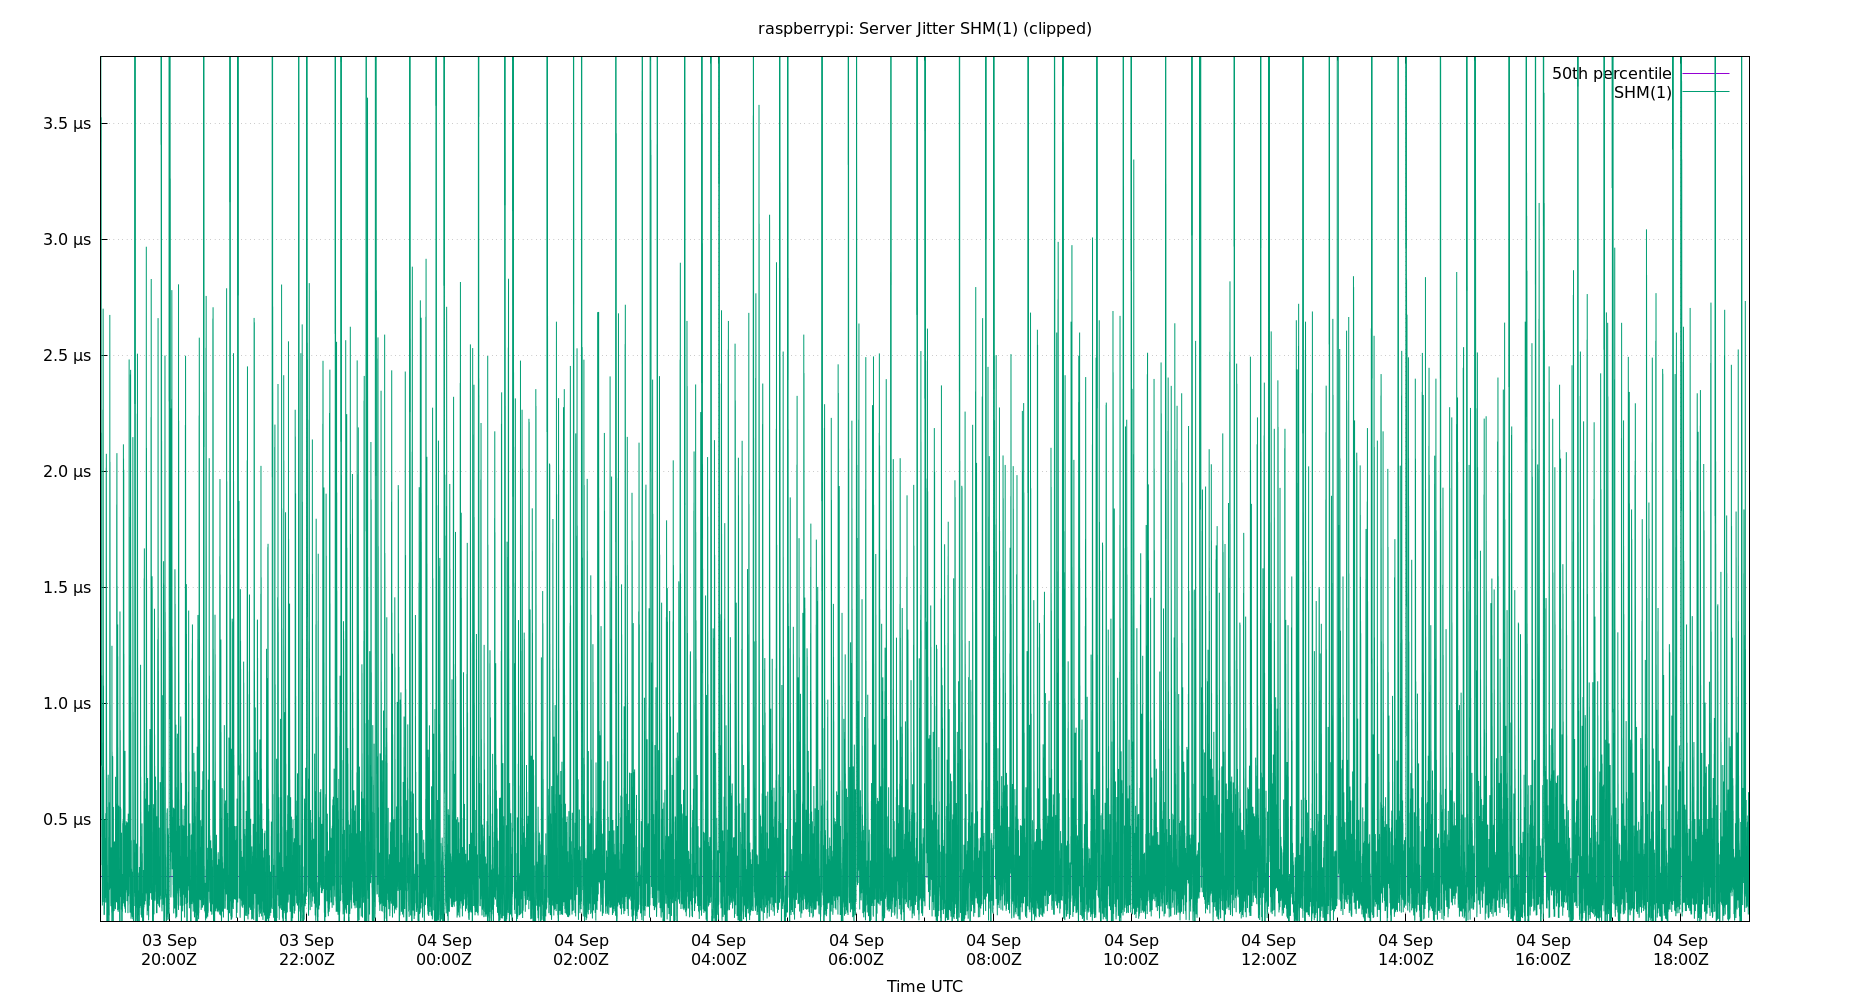 raspberrypi: Server Jitter SHM(1) (clipped)
50th percentile
SHM(1)
3.5 µs
3.0 µs
2.5 µs
2.0 µs
1.5 µs
1.0 µs
0.5 µs
03 Sep 03 Sep 04 Sep 04 Sep 04 Sep 04 Sep 04 Sep 04 Sep 04 Sep 04 Sep 04 Sep 04 Sep
20:00Z 22:00Z 00:00Z 02:00Z 04:00Z 06:00Z 08:00Z 10:00Z 12:00Z 14:00Z 16:00Z 18:00Z
Time UTC